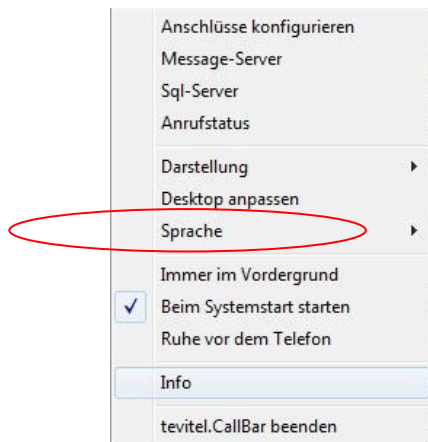 Anschlüsse konfigurieren
Message-Server
Sql-Server
Anrufstatus
Darstellung
Desktop anpassen
Sprache
Immer im Vordergrund
Beim Systemstart starten
Ruhe vor dem Telefon
Info
tevitel.CallBar beenden